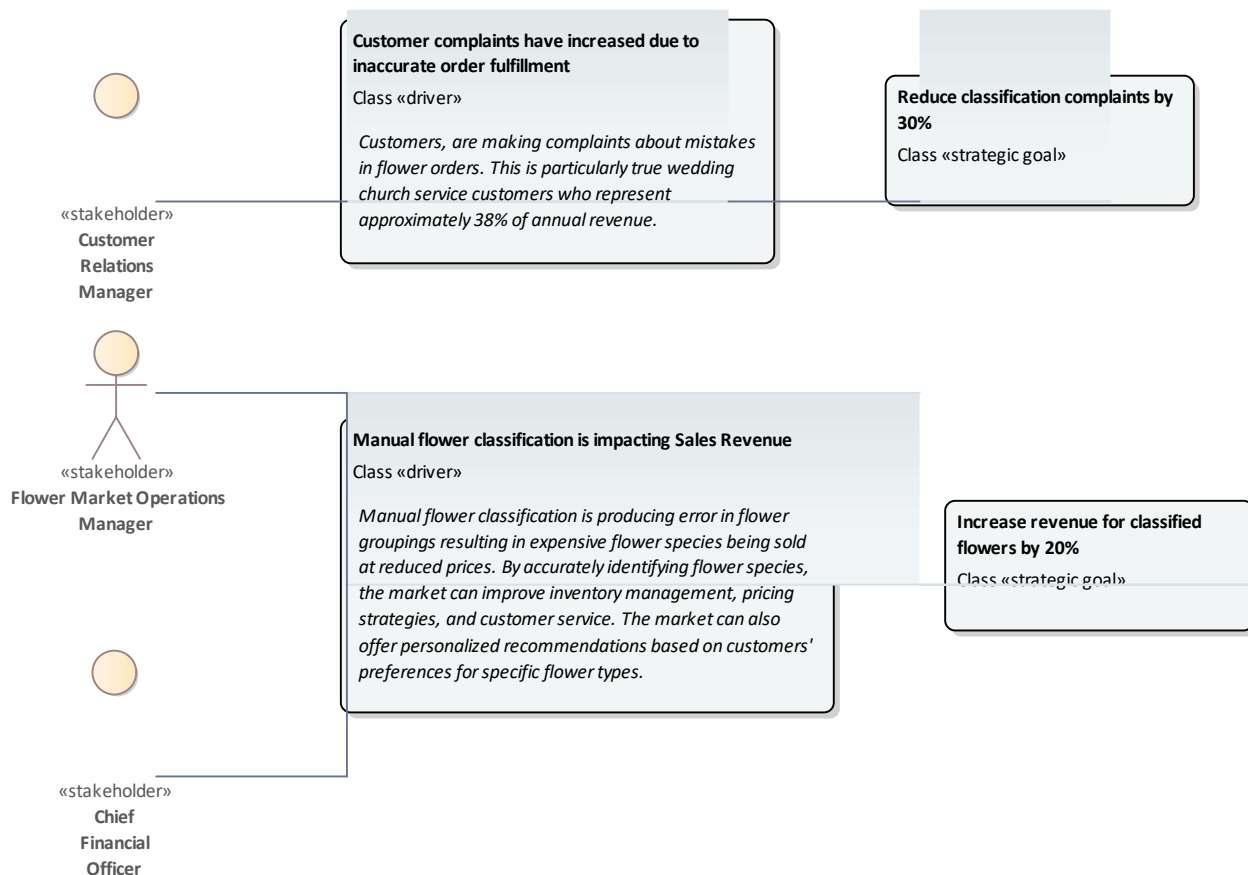 Customer complaints have increased due to
inaccurate order fulfillment
Class «driver»
Customers, are making complaints about mistakes
in flower orders. This is particularly true wedding
church service customers who represent
approximately 38% of annual revenue.
Reduce classification complaints by
30%
Class «strategic goal»
«stakeholder»
Customer
Relations
Manager
«stakeholder»
Flower Market Operations
Manager
Manual flower classification is impacting Sales Revenue
Class «driver»
Manual flower classification is producing error in flower
groupings resulting in expensive flower species being sold
at reduced prices. By accurately identifying flower species,
the market can improve inventory management, pricing
strategies, and customer service. The market can also
offer personalized recommendations based on customers'
preferences for specific flower types.
Increase revenue for classified
flowers by 20%
Class «strategic goal»
«stakeholder»
Chief
Financial
Officer